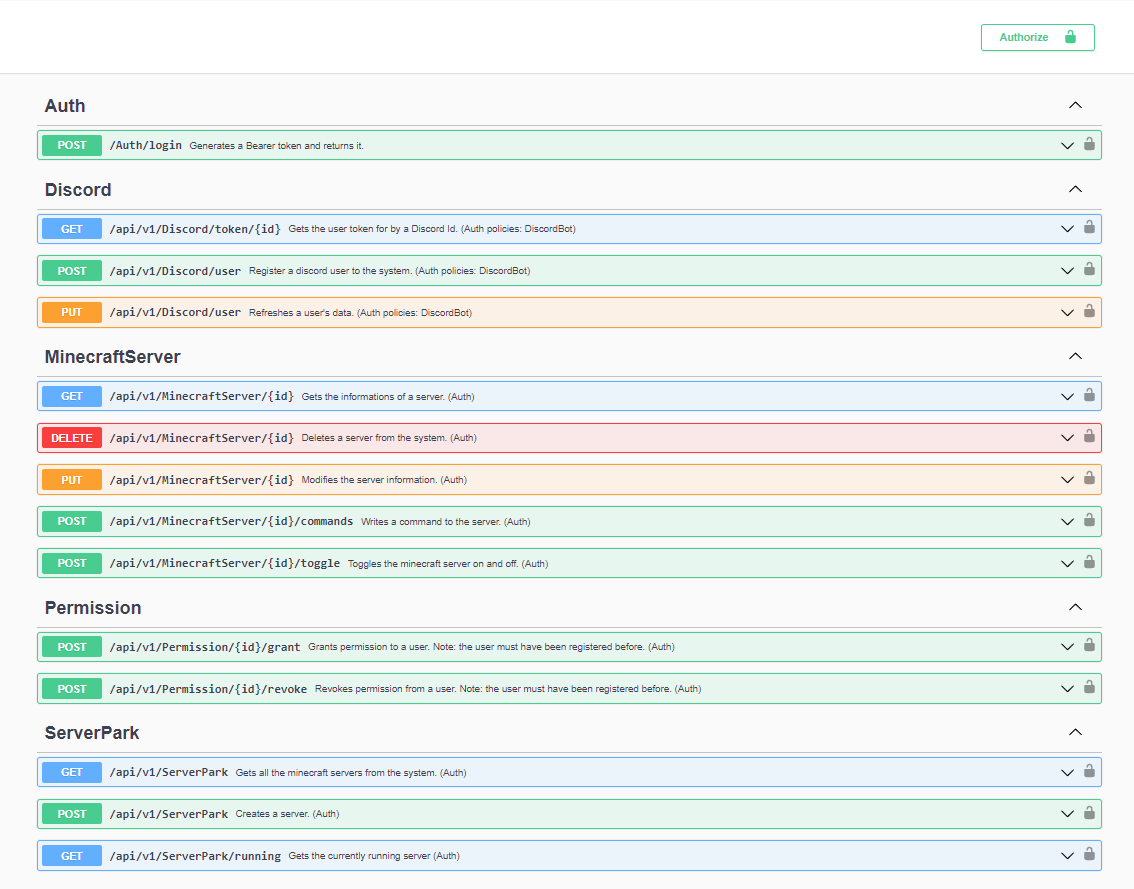 Authorize
Auth
POST /Auth/login Generates a Bearer token and returns it.
Discord
GET /api/v1/Discord/token/{id} Gets the user token for by a Discord Id. (Auth policies: DiscordBot)
POST /api/v1/Discord/user Register a discord user to the system. (Auth policies: DiscordBot)
PUT /api/v1/Discord/user Refreshes a user's data. (Auth policies: DiscordBot)
MinecraftServer
GET /api/v1/MinecraftServer/{id} Gets the informations of a server. (Auth)
DELETE /api/v1/MinecraftServer/{id} Deletes a server from the system. (Auth)
PUT /api/v1/MinecraftServer/{id} Modifies the server information. (Auth)
POST /api/v1/MinecraftServer/{id}/commands Writes a command to the server. (Auth)
POST /api/v1/MinecraftServer/{id}/toggle Toggles the minecraft server on and off. (Auth)
Permission
POST /api/v1/Permission/{id}/grant Grants permission to a user. Note: the user must have been registered before. (Auth)
POST /api/v1/Permission/{id}/revoke Revokes permission from a user. Note: the user must have been registered before. (Auth)
ServerPark
GET /api/v1/ServerPark Gets all the minecraft servers from the system. (Auth)
POST /api/v1/ServerPark Creates a server. (Auth)
GET /api/v1/ServerPark/running Gets the currently running server (Auth)